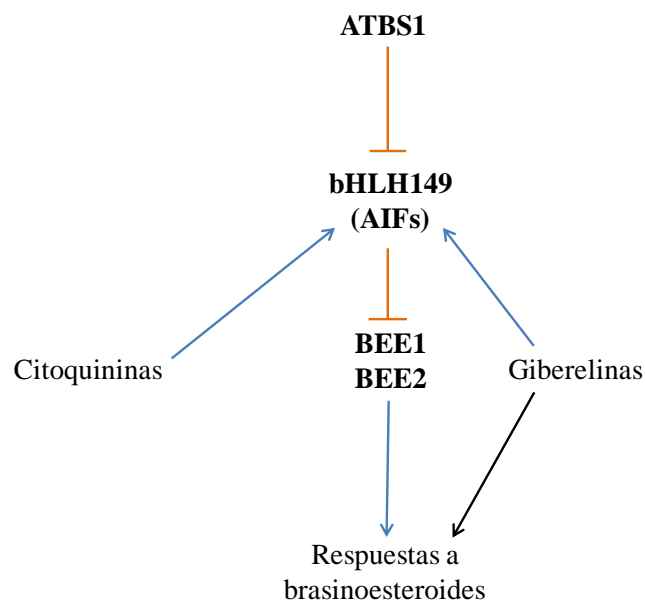 ATBS1
bHLH149
(AIFs)
BEE1
BEE2
Citoquininas
Giberelinas
Respuestas a
brasinoesteroides